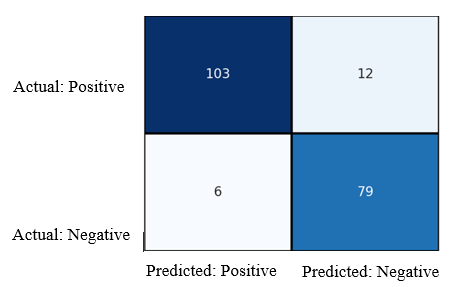 103 12
Actual: Positive
6 79
Actual: Negative
Predicted: Positive Predicted: Negative